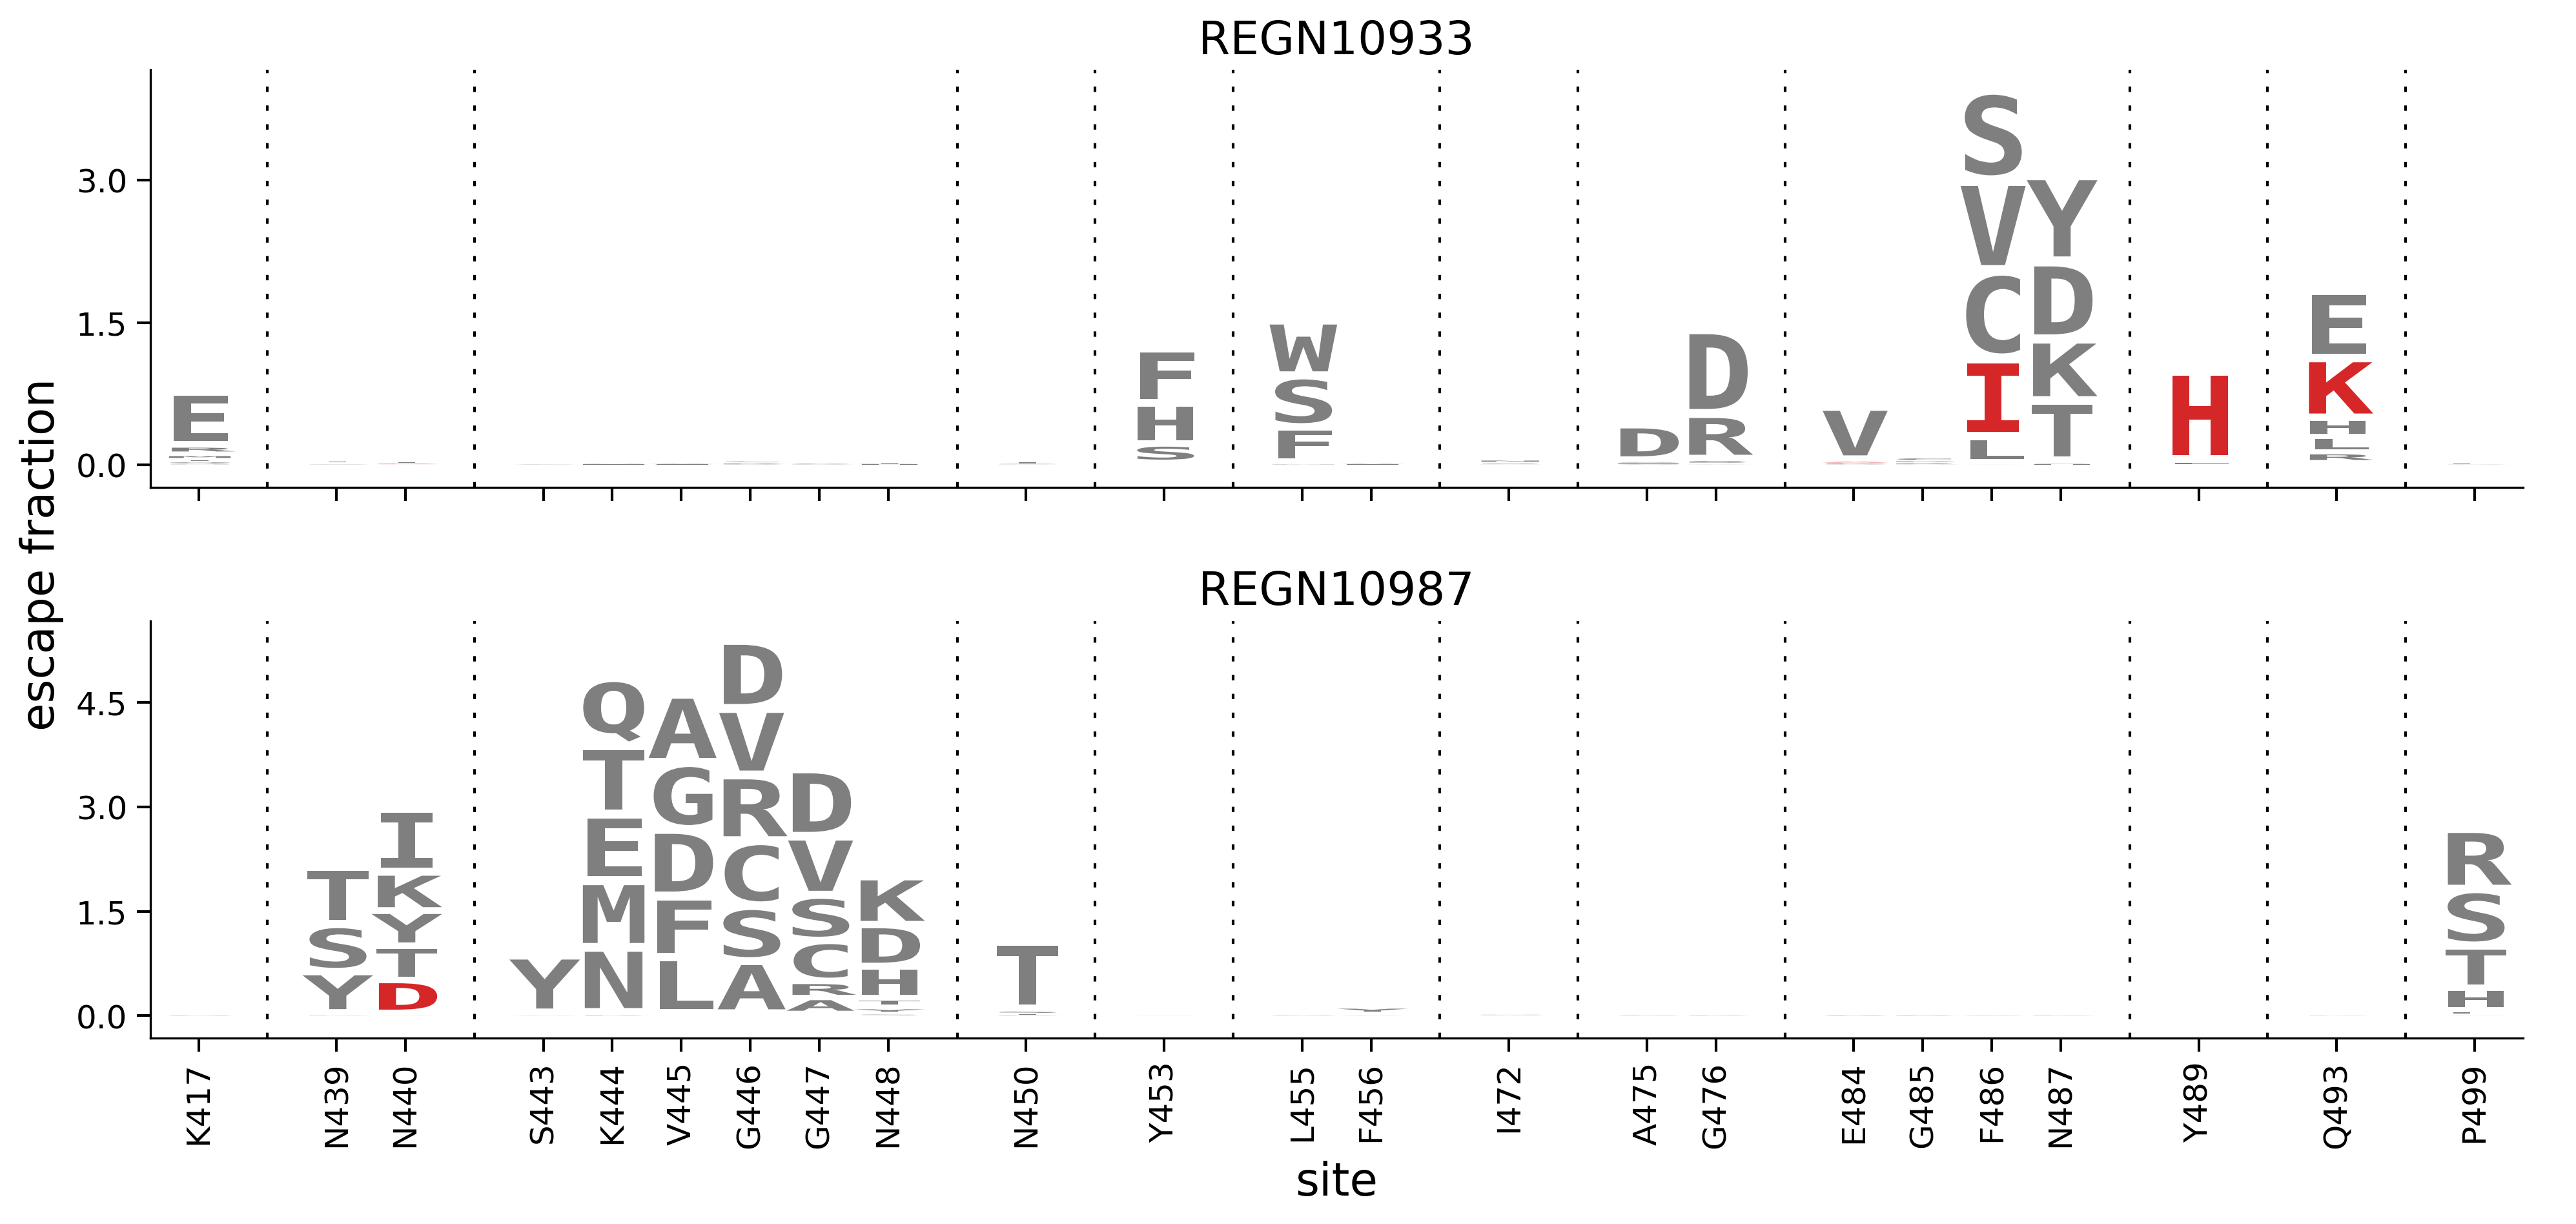 REGN10933
escape fraction
3.0
1.5
0.0
E
R
F
H
S
W
S
F
D
D
R
V
S
V
C
I
L
Y
D
K
T
H
E
K
H
L
R
REGN10987
4.5
3.0
1.5
0.0
T
S
Y
I
K
Y
T
D
Y
Q
T
E
M
N
A
G
D
F
L
D
V
R
C
S
A
D
V
S
C
R
A
K
D
H
T
Y
T
Y
R
S
T
H
K417 N439 N440 S443 K444 V445 G446 G447 N448 N450 Y453 L455 F456 I472 A475 G476 E484 G485 F486 N487 Y489 Q493 P499
site